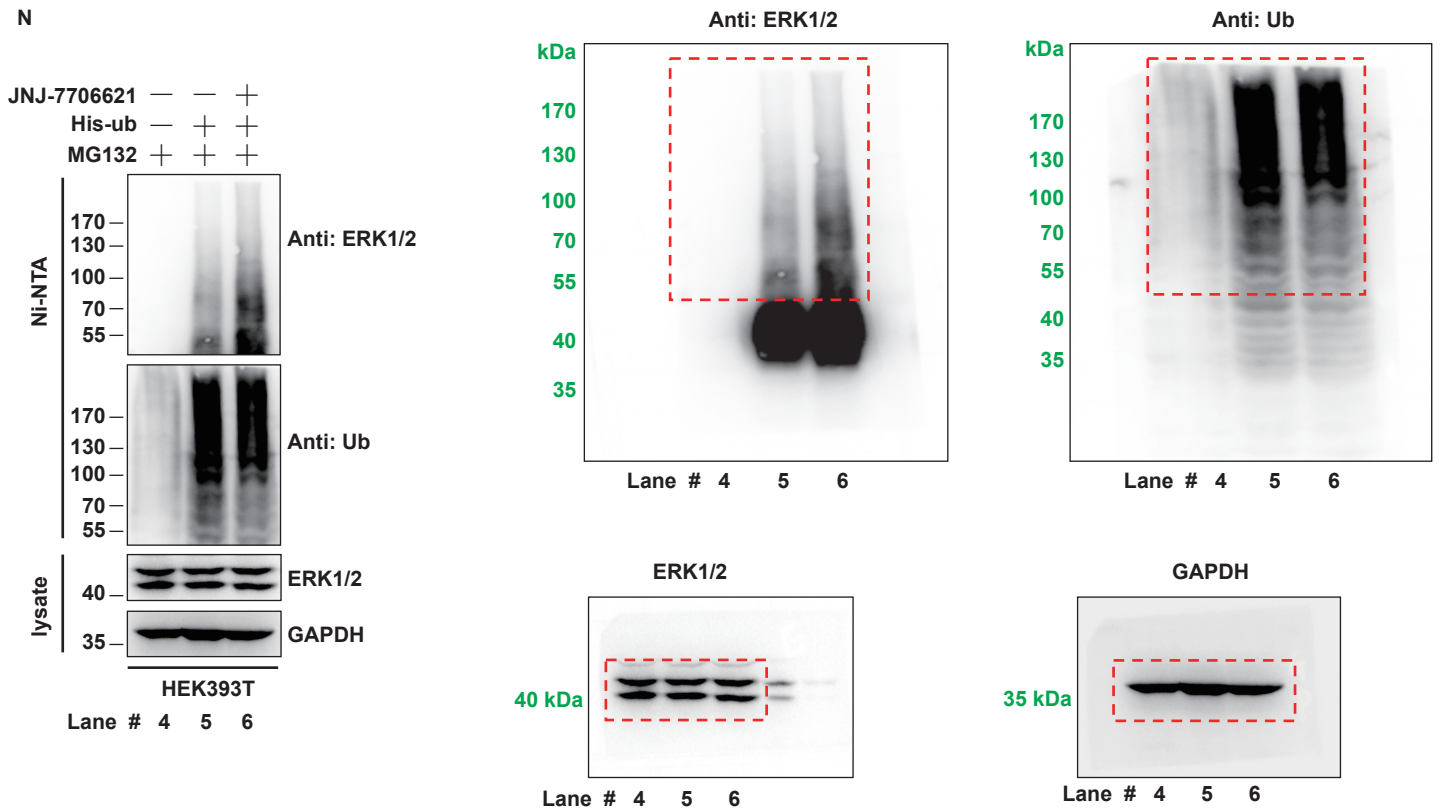 N
JNJ-7706621 — — +
His-ub — + +
MG132 + + +
Ni-NTA
170
130
100
70
55
Anti: ERK1/2
170
130
100
70
55
Anti: Ub
lysate
40
ERK1/2
35
GAPDH
HEK393T
Lane # 4 5 6
Anti: ERK1/2
kDa
170
130
100
70
55
40
35
Lane # 4 5 6
Anti: Ub
kDa
170
130
100
70
55
40
35
Lane # 4 5 6
ERK1/2
40 kDa
Lane # 4 5 6
GAPDH
35 kDa
Lane # 4 5 6